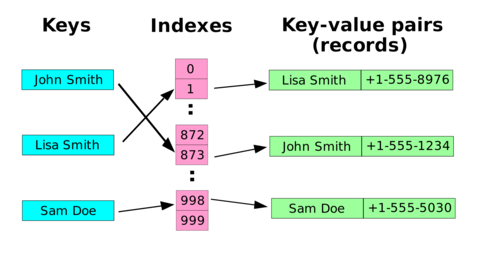 Keys
Indexes
Key-value pairs
(records)
John Smith
Lisa Smith
Sam Doe
0
1
:
872
873
:
998
999
Lisa Smith +1-555-8976
John Smith +1-555-1234
Sam Doe +1-555-5030